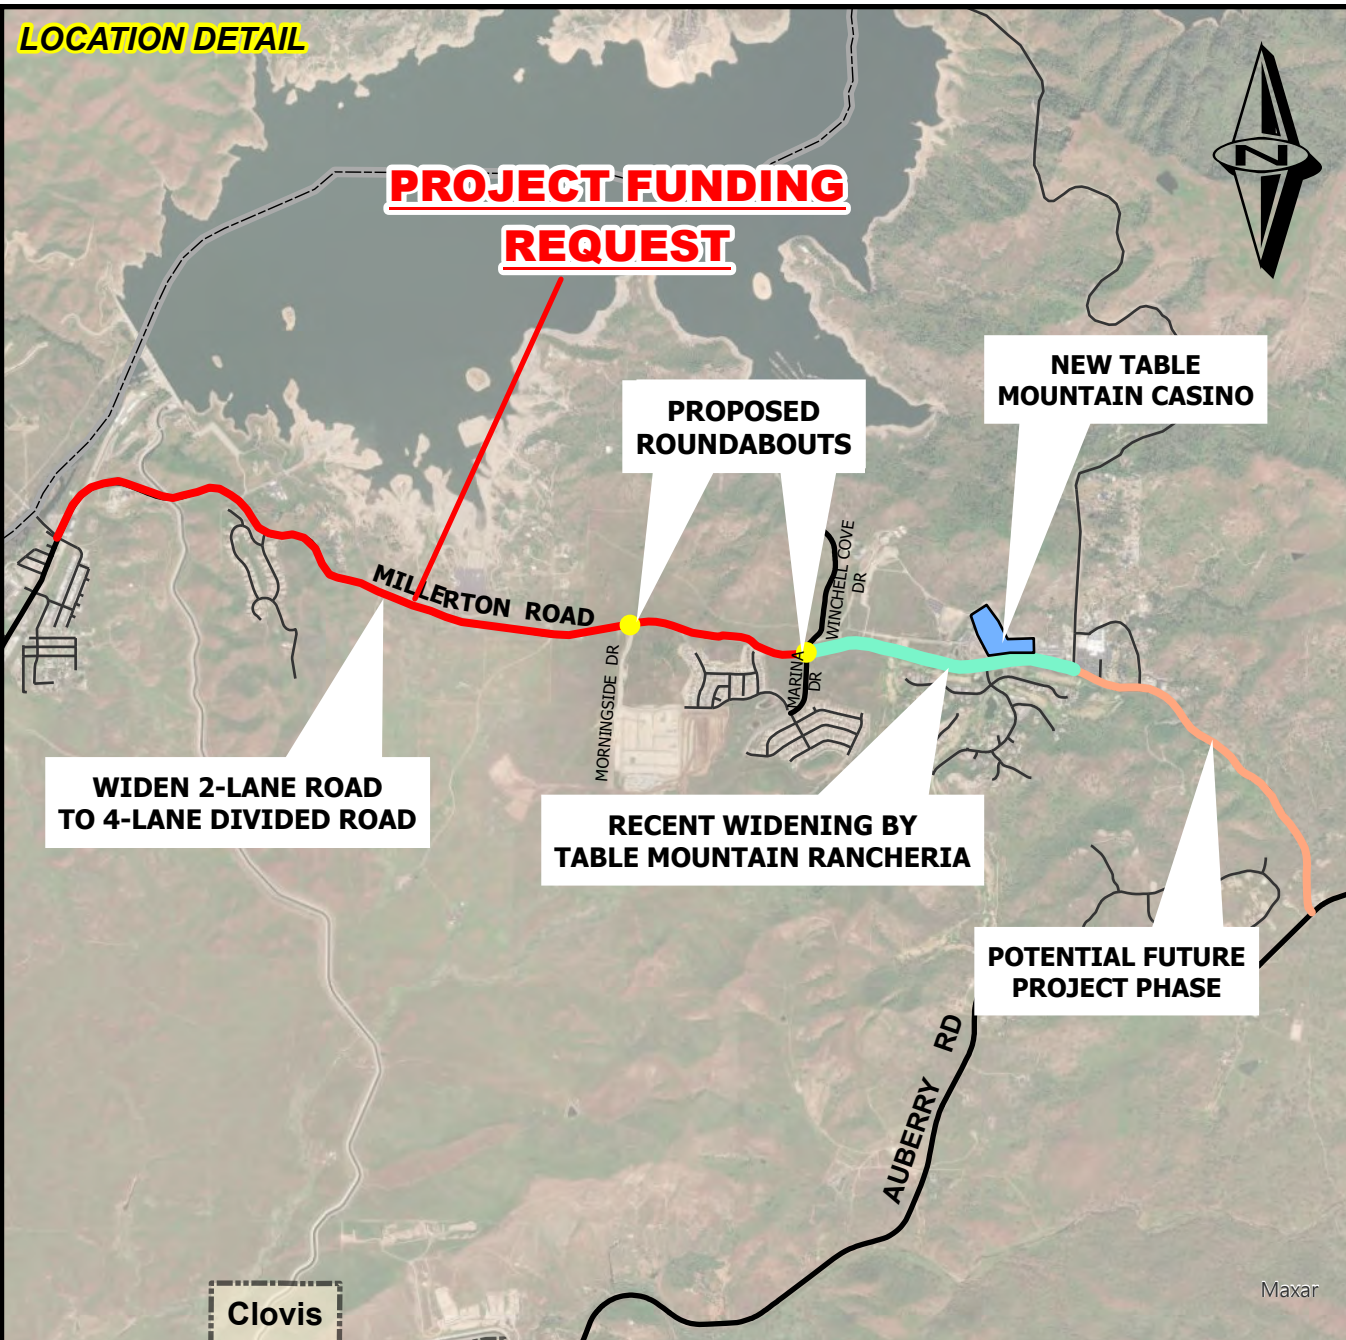 LOCATION DETAIL
N
PROJECT FUNDING
REQUEST
NEW TABLE
MOUNTAIN CASINO
PROPOSED
ROUNDABOUTS
WINCHELL COVE
DR
MILLERTON ROAD
MORNINGSIDE DR
MARINA
DR
WIDEN 2-LANE ROAD
TO 4-LANE DIVIDED ROAD
RECENT WIDENING BY
TABLE MOUNTAIN RANCHERIA
POTENTIAL FUTURE
PROJECT PHASE
AUBERRY RD
Maxar
Clovis